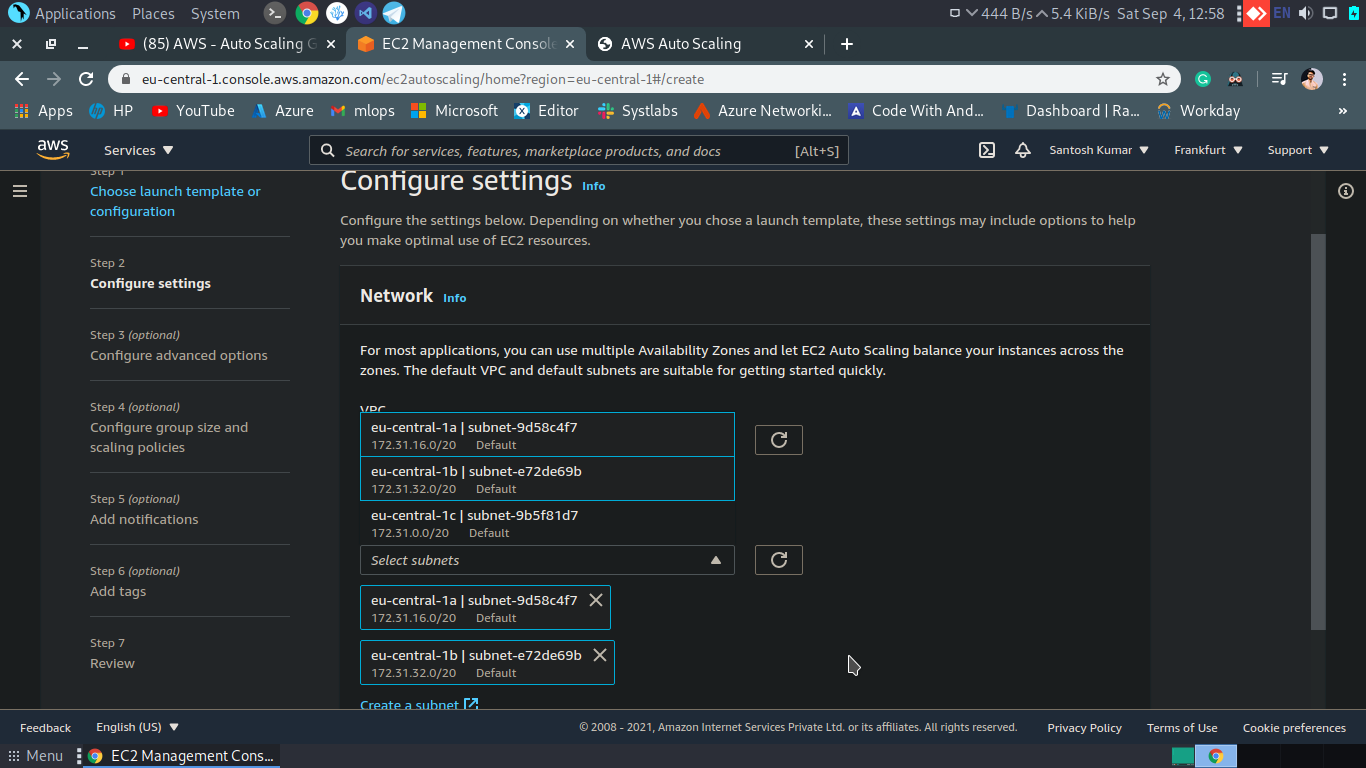 Applications Places System 444 B/s 5.4 KiB/s Sat Sep 4, 12:58 EN
(85) AWS - Auto Scaling G EC2 Management Console AWS Auto Scaling
eu-central-1.console.aws.amazon.com/ec2autoscaling/home?region=eu-central-1#/create
Apps HP YouTube Azure mlops Microsoft Editor Systlabs Azure Networki... Code With And... Dashboard | Ra... Workday »
aws Services Search for services, features, marketplace products, and docs [Alt+S] Santosh Kumar Frankfurt Support
Step 1
Choose launch template or
configuration
Step 2
Configure settings
Step 3 (optional)
Configure advanced options
Step 4 (optional)
Configure group size and
scaling policies
Step 5 (optional)
Add notifications
Step 6 (optional)
Add tags
Step 7
Review
Configure settings Info
Configure the settings below. Depending on whether you chose a launch template, these settings may include options to help
you make optimal use of EC2 resources.
Network Info
For most applications, you can use multiple Availability Zones and let EC2 Auto Scaling balance your instances across the
zones. The default VPC and default subnets are suitable for getting started quickly.
VPC
eu-central-1a | subnet-9d58c4f7
172.31.16.0/20 Default
eu-central-1b | subnet-e72de69b
172.31.32.0/20 Default
eu-central-1c | subnet-9b5f81d7
172.31.0.0/20 Default
Select subnets
eu-central-1a | subnet-9d58c4f7
172.31.16.0/20 Default
eu-central-1b | subnet-e72de69b
172.31.32.0/20 Default
Create a subnet
Feedback English (US) © 2008 - 2021, Amazon Internet Services Private Ltd. or its affiliates. All rights reserved. Privacy Policy Terms of Use Cookie preferences
Menu EC2 Management Cons...